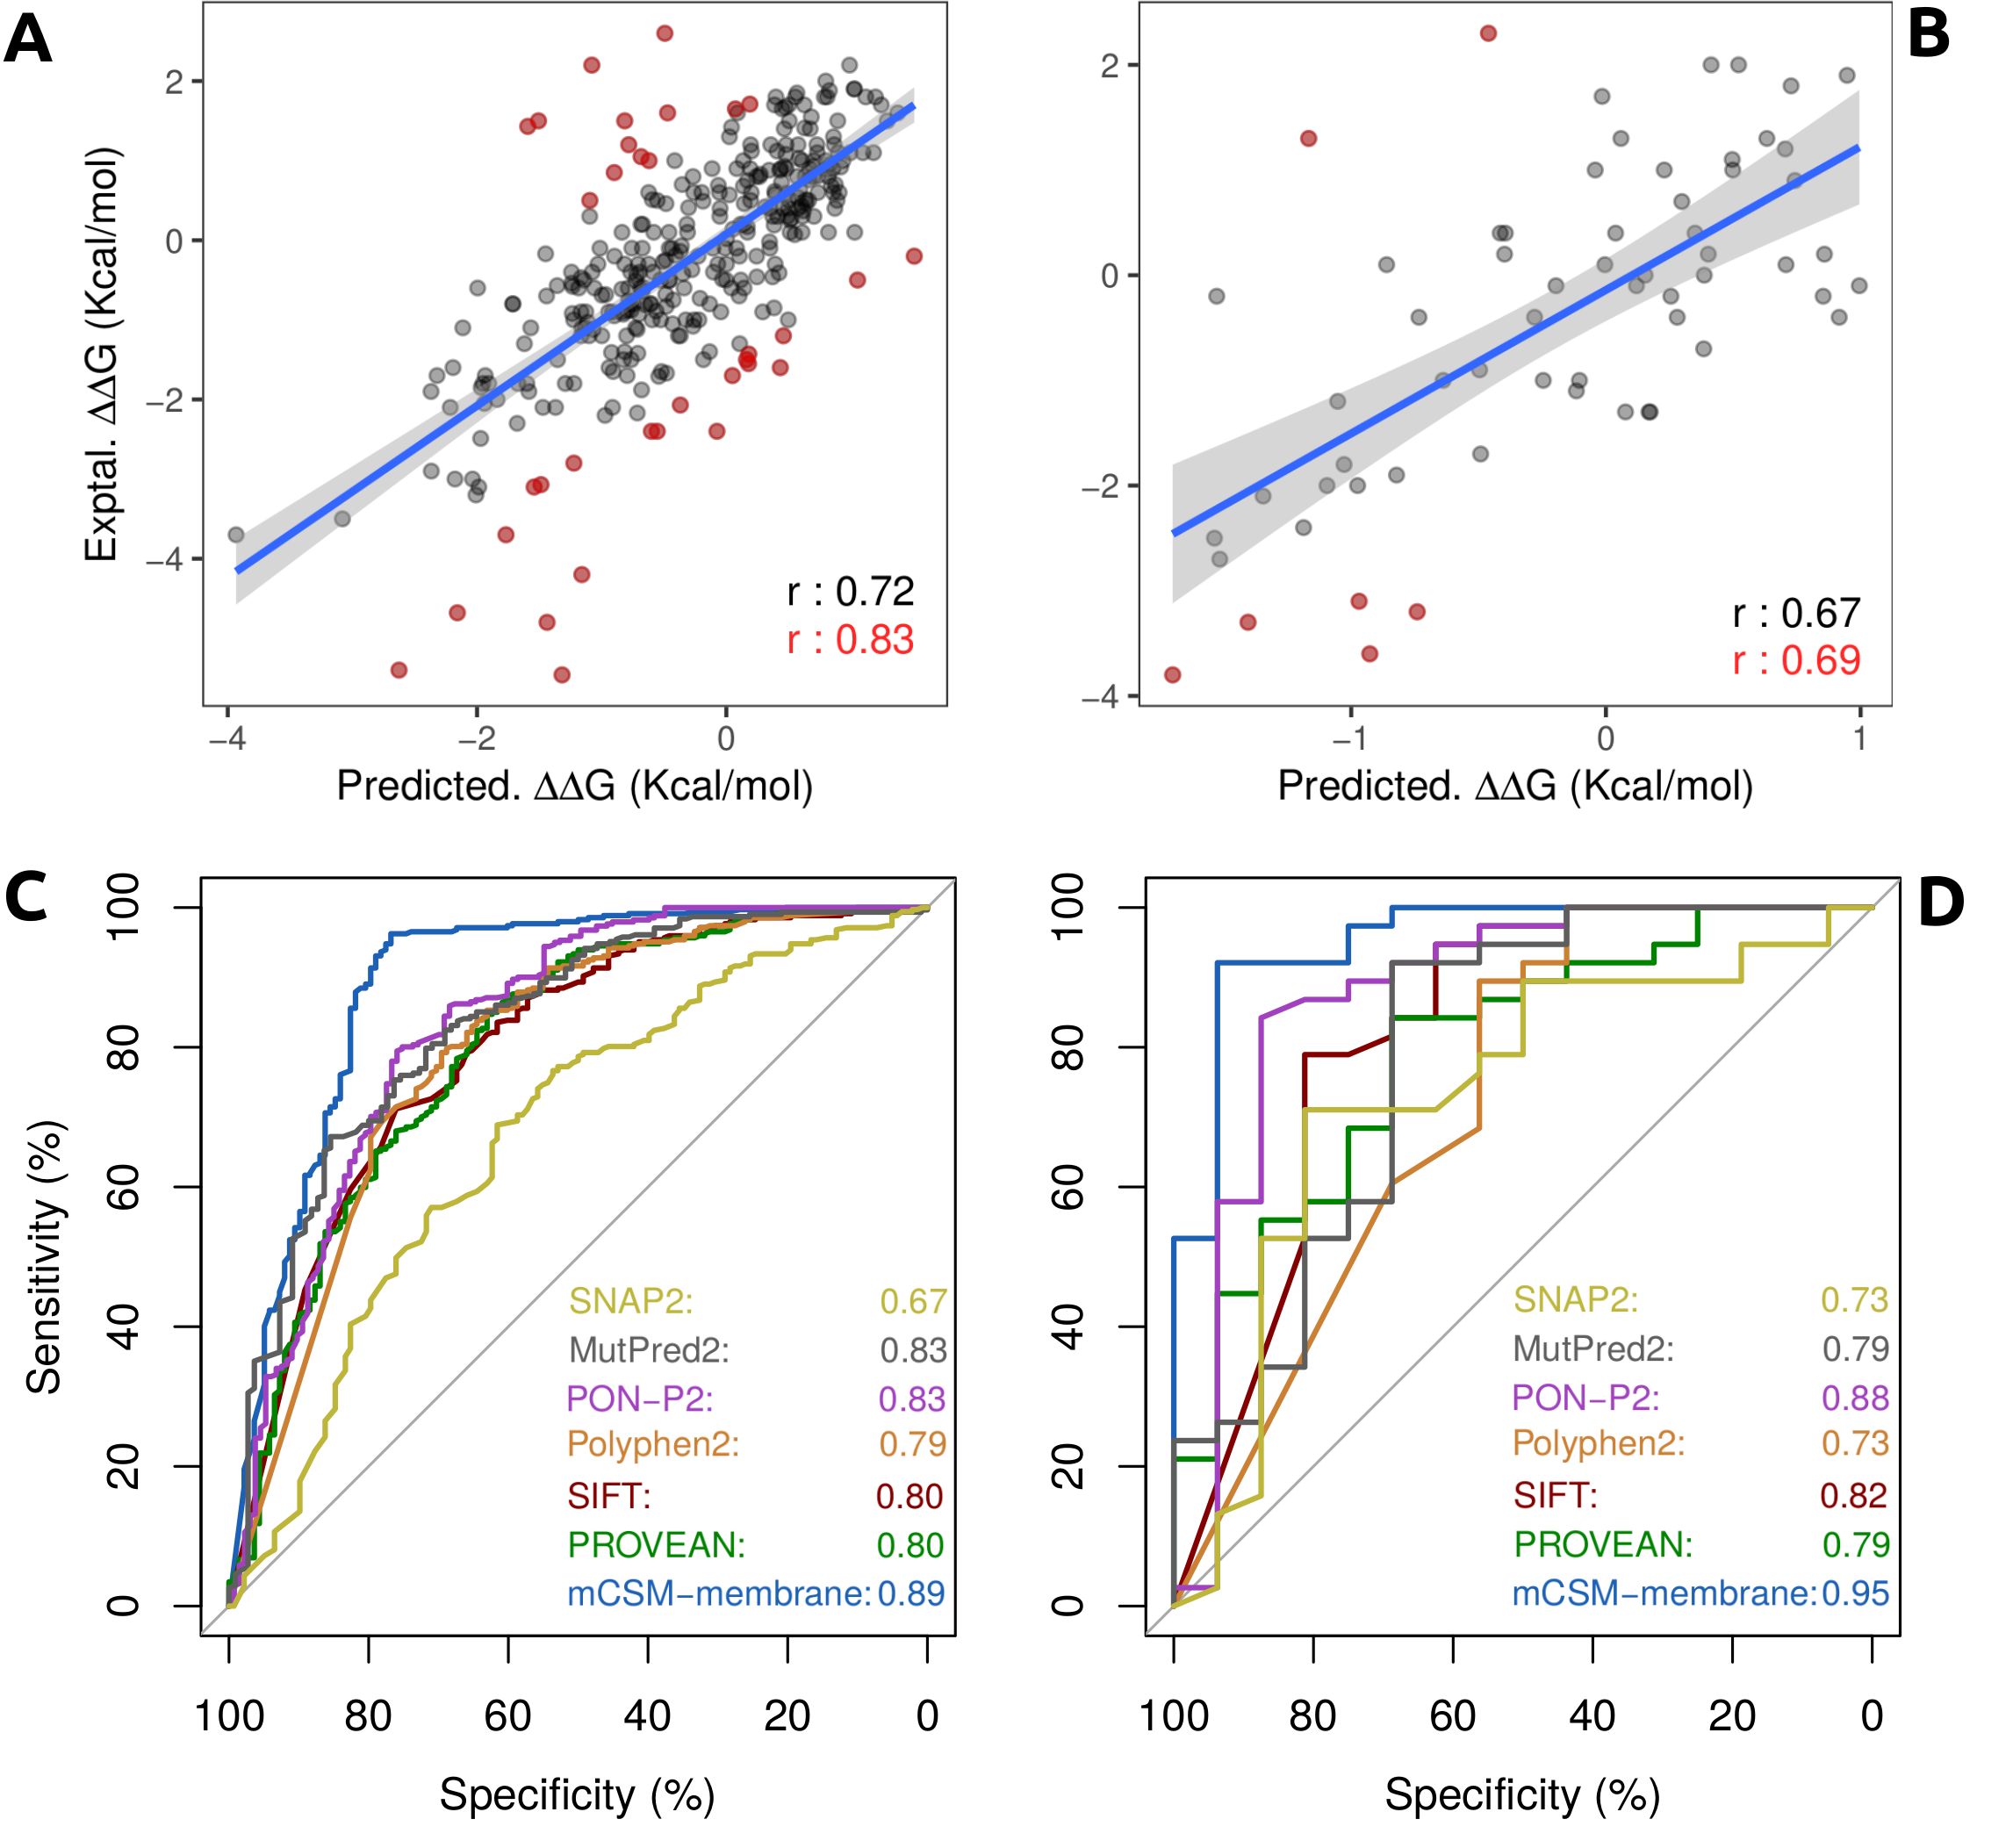 A
B
2
0
−2
−4
Exptal. ΔΔG (Kcal/mol)
r : 0.72
r : 0.83
−4
−2
0
Predicted. ΔΔG (Kcal/mol)
2
0
−2
−4
r : 0.67
r : 0.69
−1
0
1
Predicted. ΔΔG (Kcal/mol)
C
100
80
60
40
20
0
Sensitivity (%)
SNAP2: 0.67
MutPred2: 0.83
PON−P2: 0.83
Polyphen2: 0.79
SIFT: 0.80
PROVEAN: 0.80
mCSM−membrane: 0.89
100
80
60
40
20
0
Specificity (%)
D
100
80
60
40
20
0
SNAP2: 0.73
MutPred2: 0.79
PON−P2: 0.88
Polyphen2: 0.73
SIFT: 0.82
PROVEAN: 0.79
mCSM−membrane: 0.95
100
80
60
40
20
0
Specificity (%)